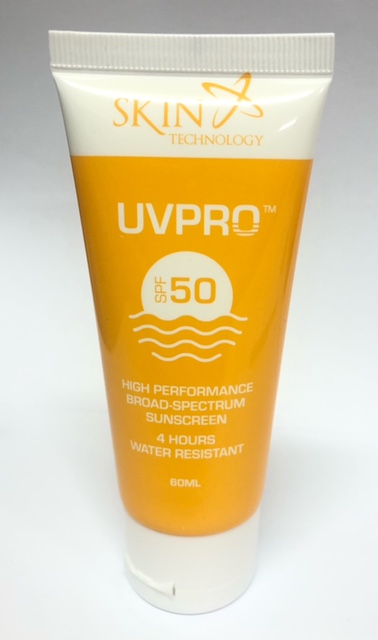 SKIN
TECHNOLOGY
UVPRO™
SPF 50
HIGH PERFORMANCE
BROAD-SPECTRUM
SUNSCREEN
4 HOURS
WATER RESISTANT
60ML